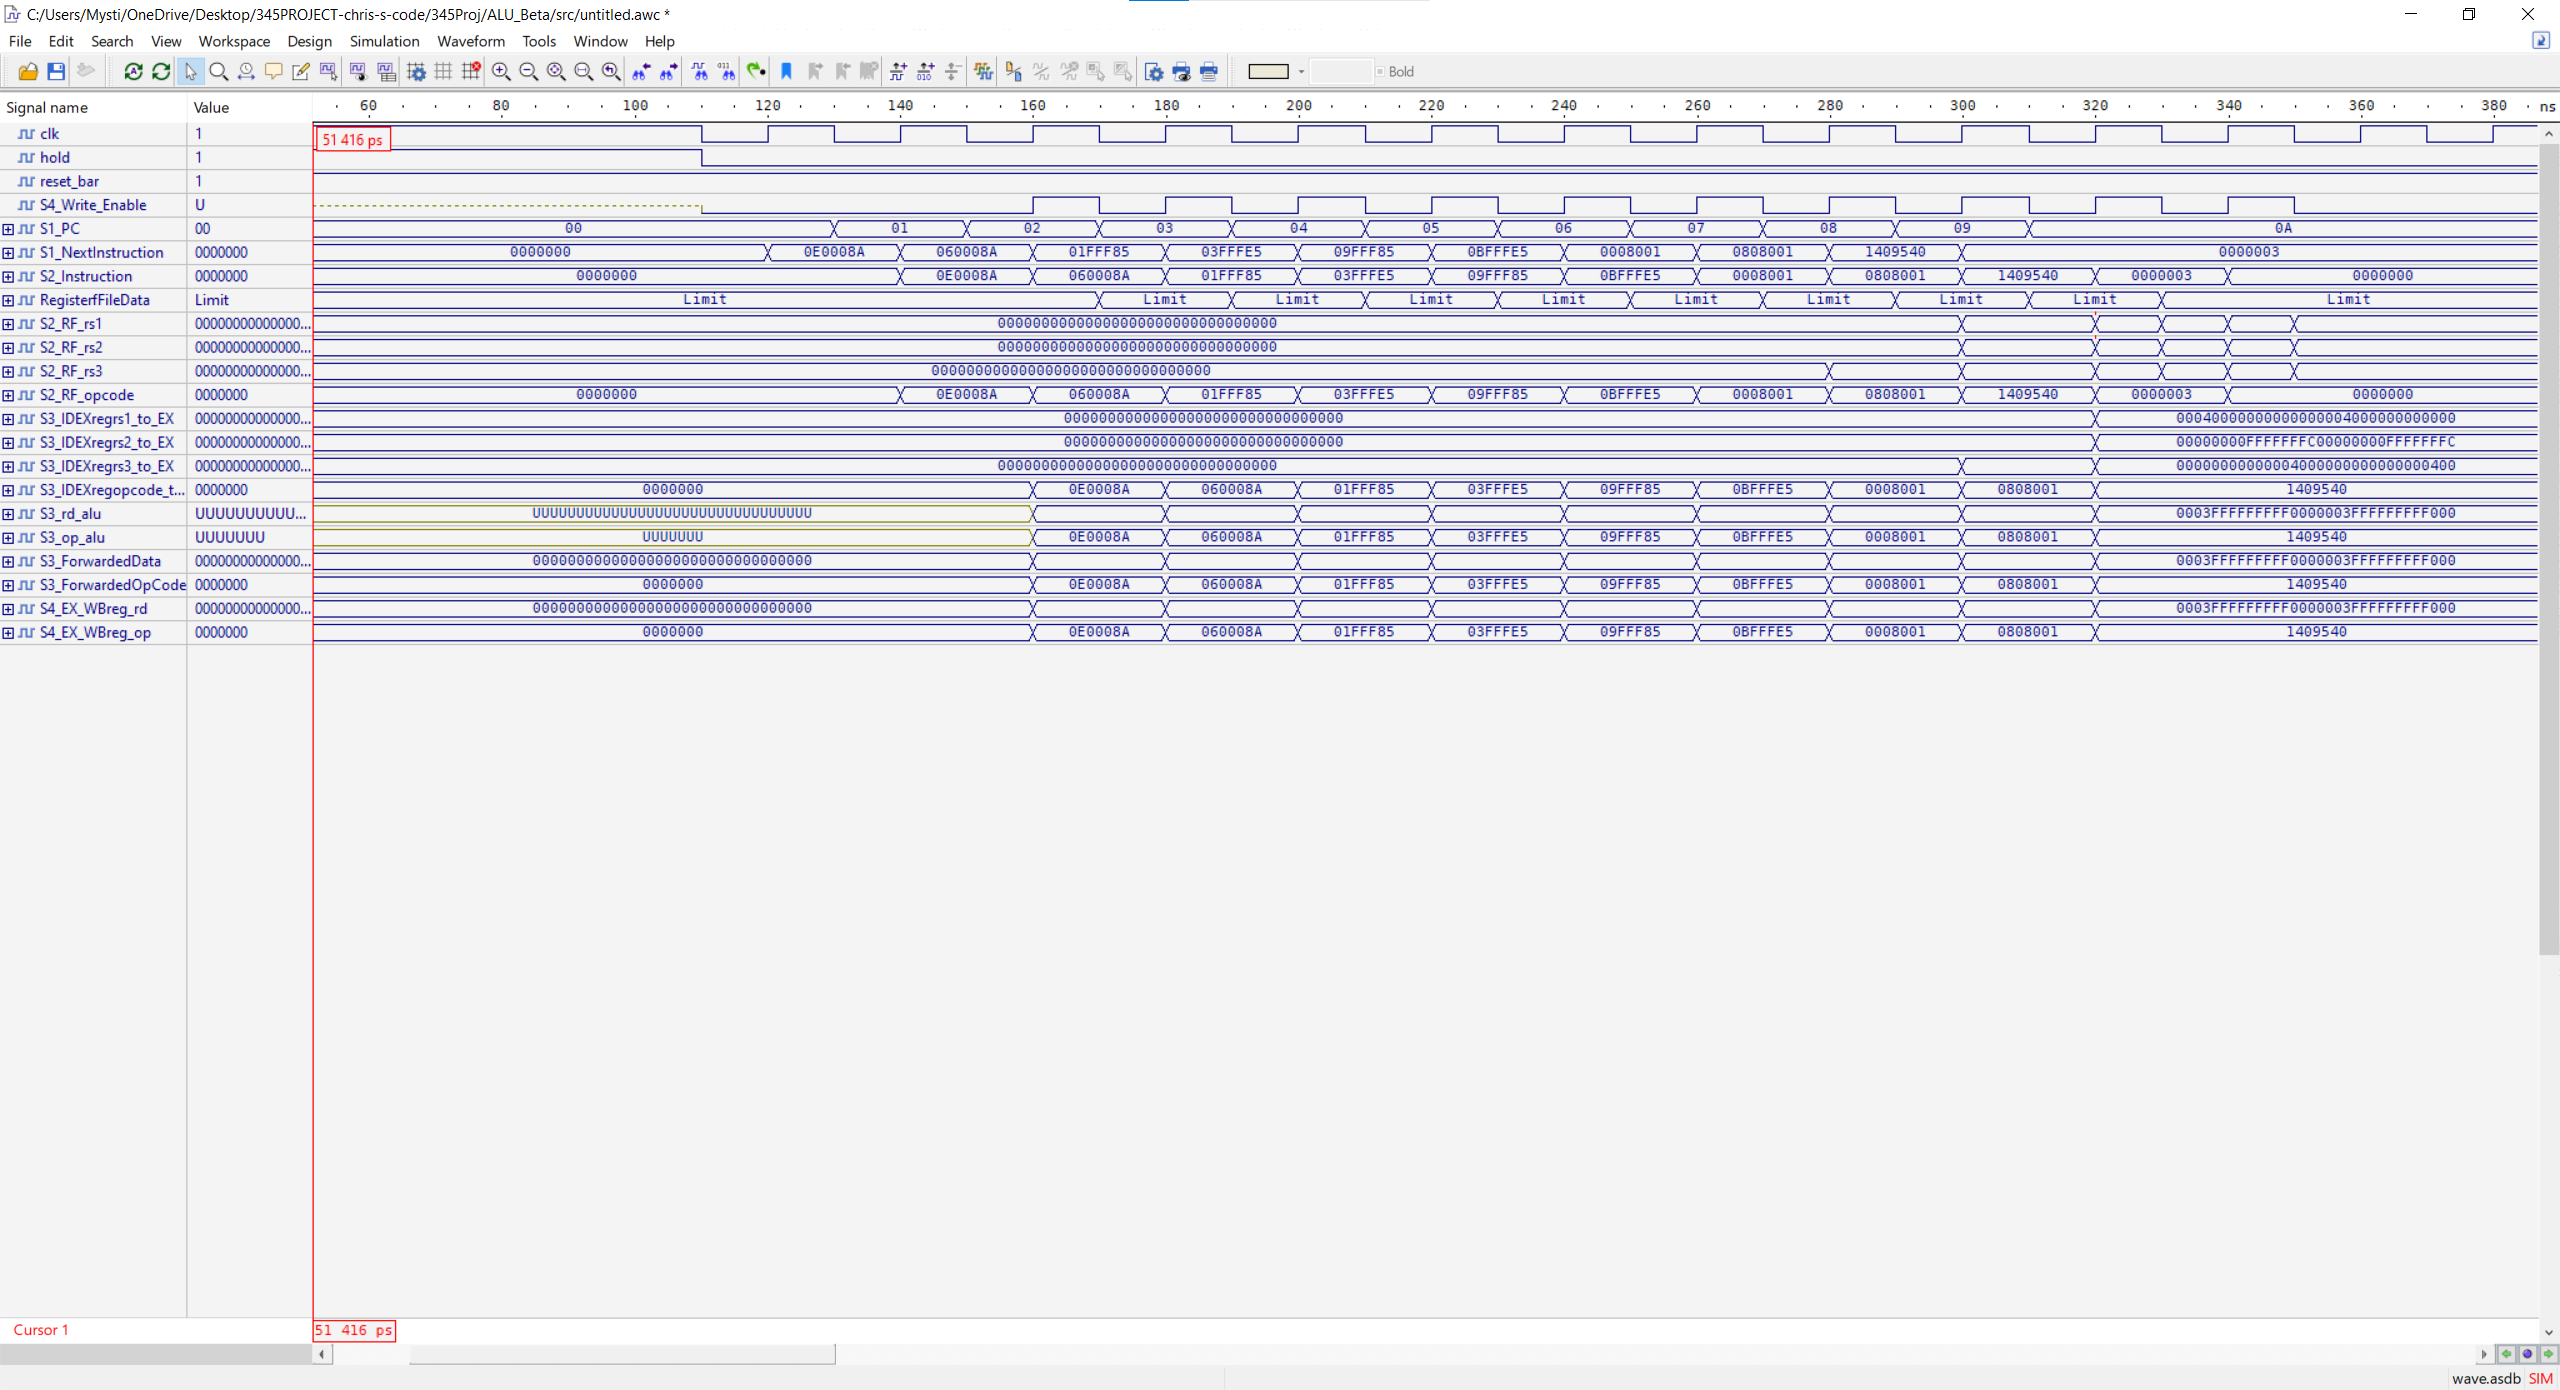 C:/Users/Mysti/OneDrive/Desktop/345PROJECT-chris-s-code/345Proj/ALU_Beta/src/untitled.awc *
File Edit Search View Workspace Design Simulation Waveform Tools Window Help
Bold
Signal name Value 60 80 100 120 140 160 180 200 220 240 260 280 300 320 340 360 380 ns
clk 1 51 416 ps
hold 1
reset_bar 1
S4_Write_Enable U
S1_PC 00 00 01 02 03 04 05 06 07 08 09 0A
S1_NextInstruction 0000000 0000000 0E0008A 060008A 01FFF85 03FFFE5 09FFF85 0BFFFE5 0008001 0808001 1409540 0000003
S2_Instruction 0000000 0000000 0E0008A 060008A 01FFF85 03FFFE5 09FFF85 0BFFFE5 0008001 0808001 1409540 0000003 0000000
RegisterfFileData Limit Limit Limit Limit Limit Limit Limit Limit Limit Limit Limit
S2_RF_rs1 00000000000000... 00000000000000000000000000000000
S2_RF_rs2 00000000000000... 00000000000000000000000000000000
S2_RF_rs3 00000000000000... 00000000000000000000000000000000
S2_RF_opcode 0000000 0000000 0E0008A 060008A 01FFF85 03FFFE5 09FFF85 0BFFFE5 0008001 0808001 1409540 0000003 0000000
S3_IDEXregrs1_to_EX 00000000000000... 00000000000000000000000000000000 00040000000000000004000000000000
S3_IDEXregrs2_to_EX 00000000000000... 00000000000000000000000000000000 00000000FFFFFFFC00000000FFFFFFFC
S3_IDEXregrs3_to_EX 00000000000000... 00000000000000000000000000000000 00000000000004000000000000000400
S3_IDEXregopcode_t... 0000000 0000000 0E0008A 060008A 01FFF85 03FFFE5 09FFF85 0BFFFE5 0008001 0808001 1409540
S3_rd_alu UUUUUUUUUU... UUUUUUUUUUUUUUUUUUUUUUUUUUUUUUUU 0003FFFFFFFFF0000003FFFFFFFFF000
S3_op_alu UUUUUUU UUUUUUU 0E0008A 060008A 01FFF85 03FFFE5 09FFF85 0BFFFE5 0008001 0808001 1409540
S3_ForwardedData 00000000000000... 00000000000000000000000000000000 0003FFFFFFFFF0000003FFFFFFFFF000
S3_ForwardedOpCode 0000000 0000000 0E0008A 060008A 01FFF85 03FFFE5 09FFF85 0BFFFE5 0008001 0808001 1409540
S4_EX_WBreg_rd 00000000000000... 00000000000000000000000000000000 0003FFFFFFFFF0000003FFFFFFFFF000
S4_EX_WBreg_op 0000000 0000000 0E0008A 060008A 01FFF85 03FFFE5 09FFF85 0BFFFE5 0008001 0808001 1409540
Cursor 1 51 416 ps
wave.asdb SIM